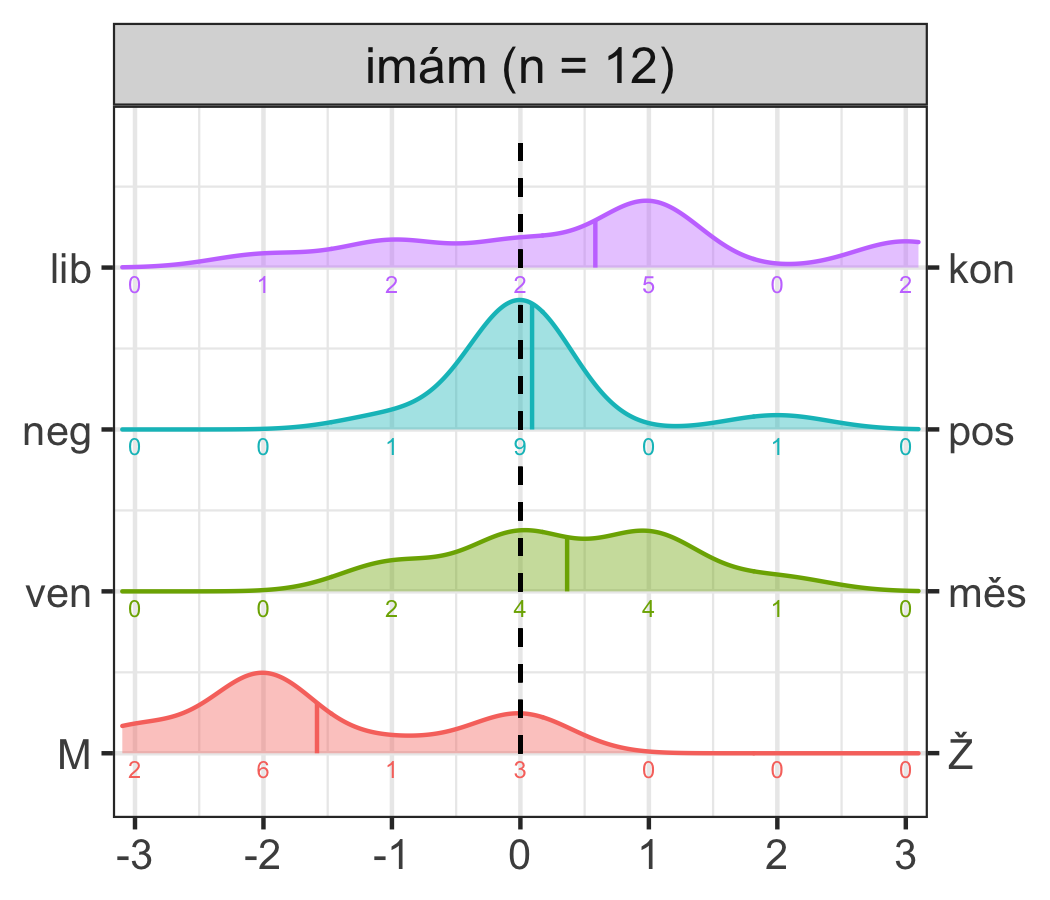 imám (n = 12)
lib kon
0 1 2 2 5 0 2
neg pos
0 0 1 9 0 1 0
ven měs
0 0 2 4 4 1 0
M Ž
2 6 1 3 0 0 0
-3 -2 -1 0 1 2 3